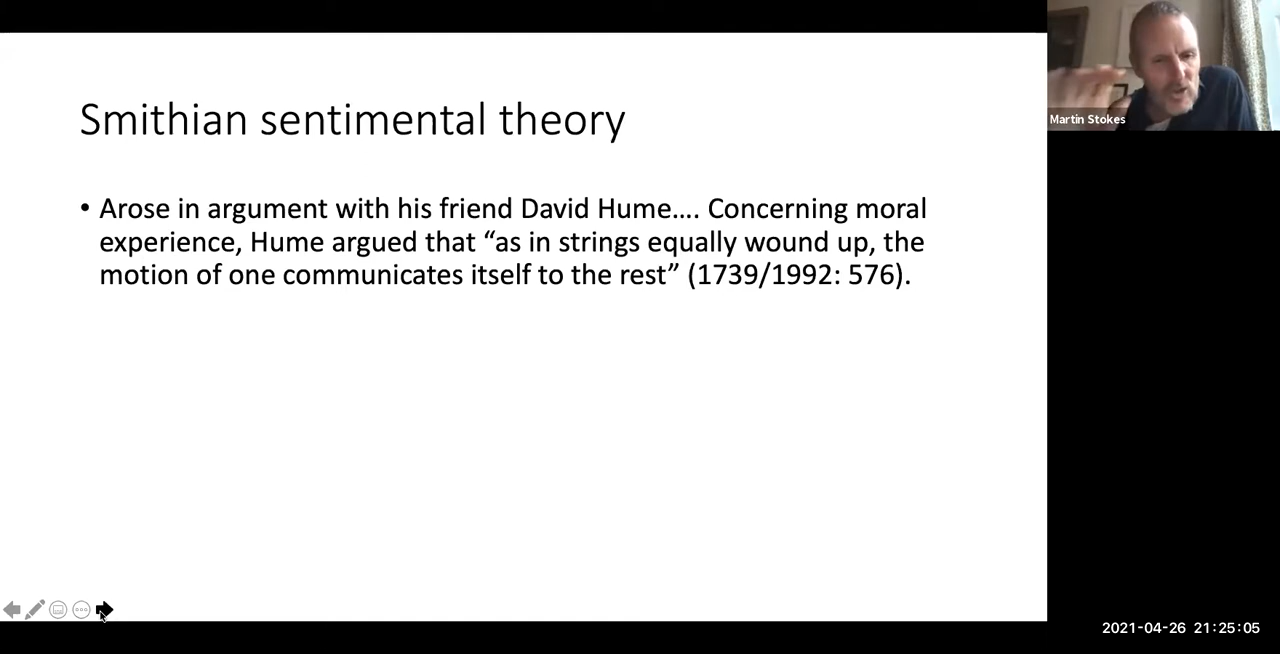 Smithian sentimental theory
• Arose in argument with his friend David Hume…. Concerning moral
experience, Hume argued that “as in strings equally wound up, the
motion of one communicates itself to the rest” (1739/1992: 576).
Martin Stokes
2021-04-26 21:25:05